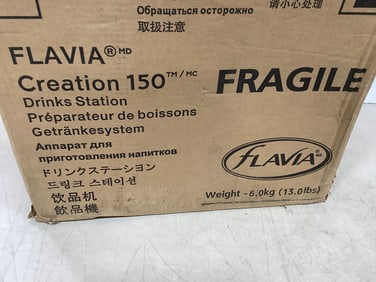 Обращаться осторожно
取扱注意
请小心处理
FLAVIA®MD
Creation 150™/MC
FRAGILE
Drinks Station
Préparateur de boissons
Getränkesystem
Аппарат для
приготовления напитков
ドリンクステーション
드링크 스테이션
饮品机
飲品機
FLAVIA®
Weight - 6.0kg (13.0lbs)